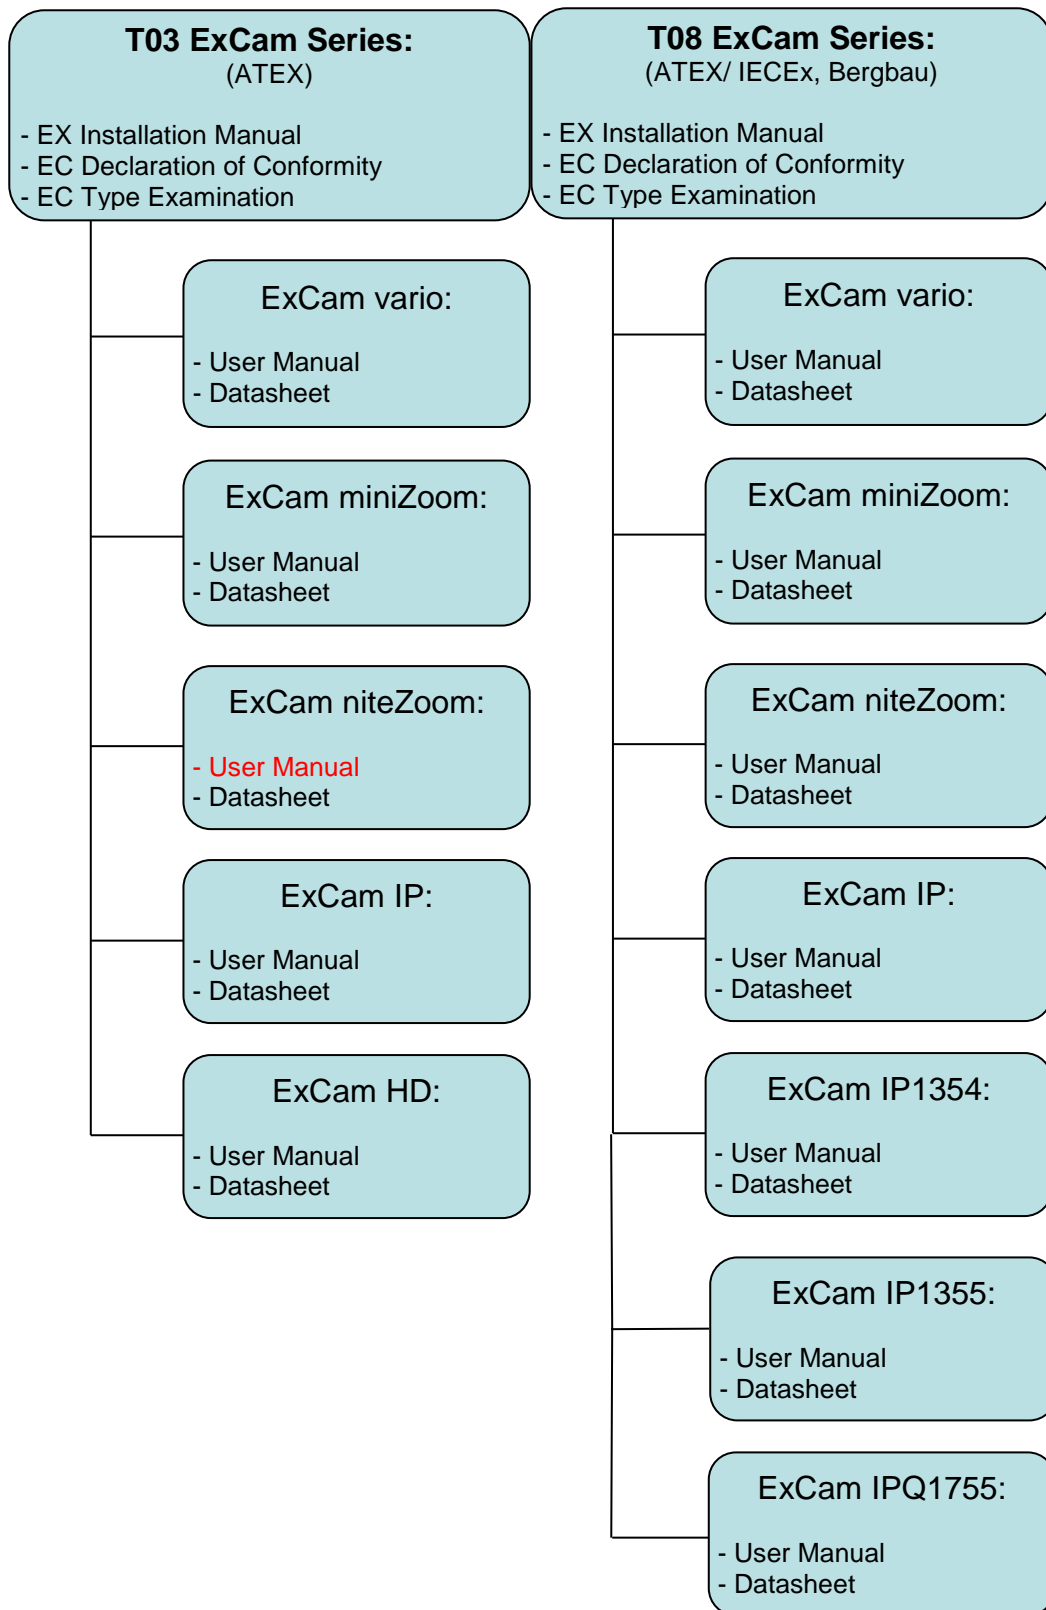 T03 ExCam Series:
(ATEX)
- EX Installation Manual
- EC Declaration of Conformity
- EC Type Examination
ExCam vario:
- User Manual
- Datasheet
ExCam miniZoom:
- User Manual
- Datasheet
ExCam niteZoom:
- User Manual
- Datasheet
ExCam IP:
- User Manual
- Datasheet
ExCam HD:
- User Manual
- Datasheet
T08 ExCam Series:
(ATEX/ IECEx, Bergbau)
- EX Installation Manual
- EC Declaration of Conformity
- EC Type Examination
ExCam vario:
- User Manual
- Datasheet
ExCam miniZoom:
- User Manual
- Datasheet
ExCam niteZoom:
- User Manual
- Datasheet
ExCam IP:
- User Manual
- Datasheet
ExCam IP1354:
- User Manual
- Datasheet
ExCam IP1355:
- User Manual
- Datasheet
ExCam IPQ1755:
- User Manual
- Datasheet